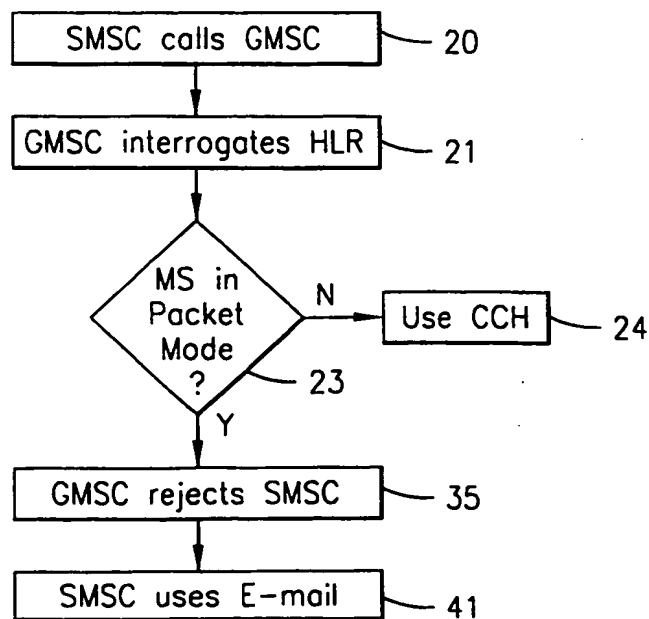 SMSC calls GMSC
20
GMSC interrogates HLR
21
MS in
Packet
Mode
?
23
N
Use CCH
24
Y
GMSC rejects SMSC
35
SMSC uses E-mail
41